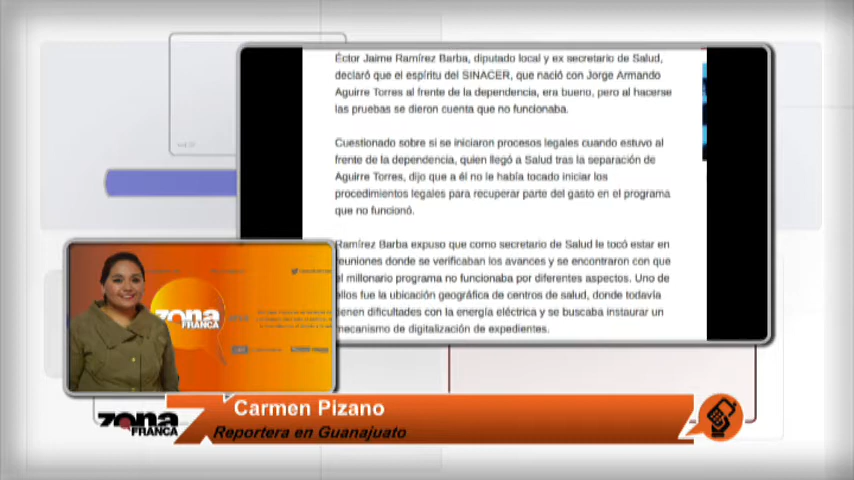 Éctor Jaime Ramírez Barba, diputado local y ex secretario de Salud,
declaró que el espíritu del SINACER, que nació con Jorge Armando
Aguirre Torres al frente de la dependencia, era bueno, pero al hacerse
las pruebas se dieron cuenta que no funcionaba.
Cuestionado sobre si se iniciaron procesos legales cuando estuvo al
frente de la dependencia, quien llegó a Salud tras la separación de
Aguirre Torres, dijo que a él no le había tocado iniciar los
procedimientos legales para recuperar parte del gasto en el programa
que no funcionó.
Ramírez Barba expuso que como secretario de Salud le tocó estar en
reuniones donde se verificaban los avances y se encontraron con que
el millonario programa no funcionaba por diferentes aspectos. Uno de
ellos fue la ubicación geográfica de centros de salud, donde todavía
tienen dificultades con la energía eléctrica y se buscaba instaurar un
mecanismo de digitalización de expedientes.
zona
FRANCA
Carmen Pizano
Reportera en Guanajuato
zona
FRANCA